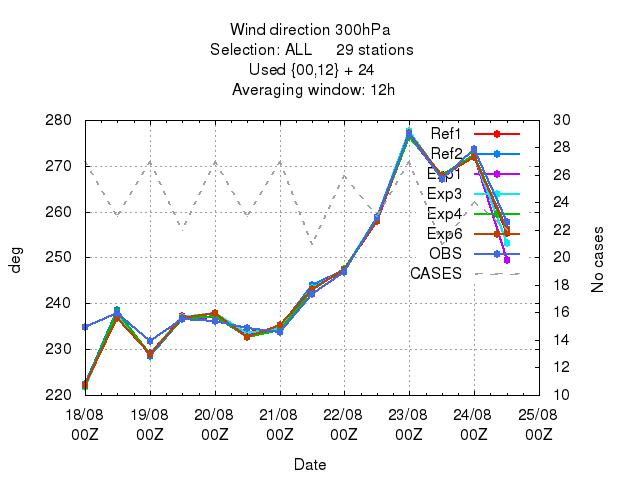 Wind direction 300hPa
Selection: ALL 29 stations
Used {00,12} + 24
Averaging window: 12h
280
270
260
250
240
230
220
deg
30
28
26
24
22
20
18
16
14
12
10
No cases
Ref1
Ref2
Exp1
Exp3
Exp4
Exp6
OBS
CASES
18/08 19/08 20/08 21/08 22/08 23/08 24/08 25/08
00Z 00Z 00Z 00Z 00Z 00Z 00Z 00Z
Date